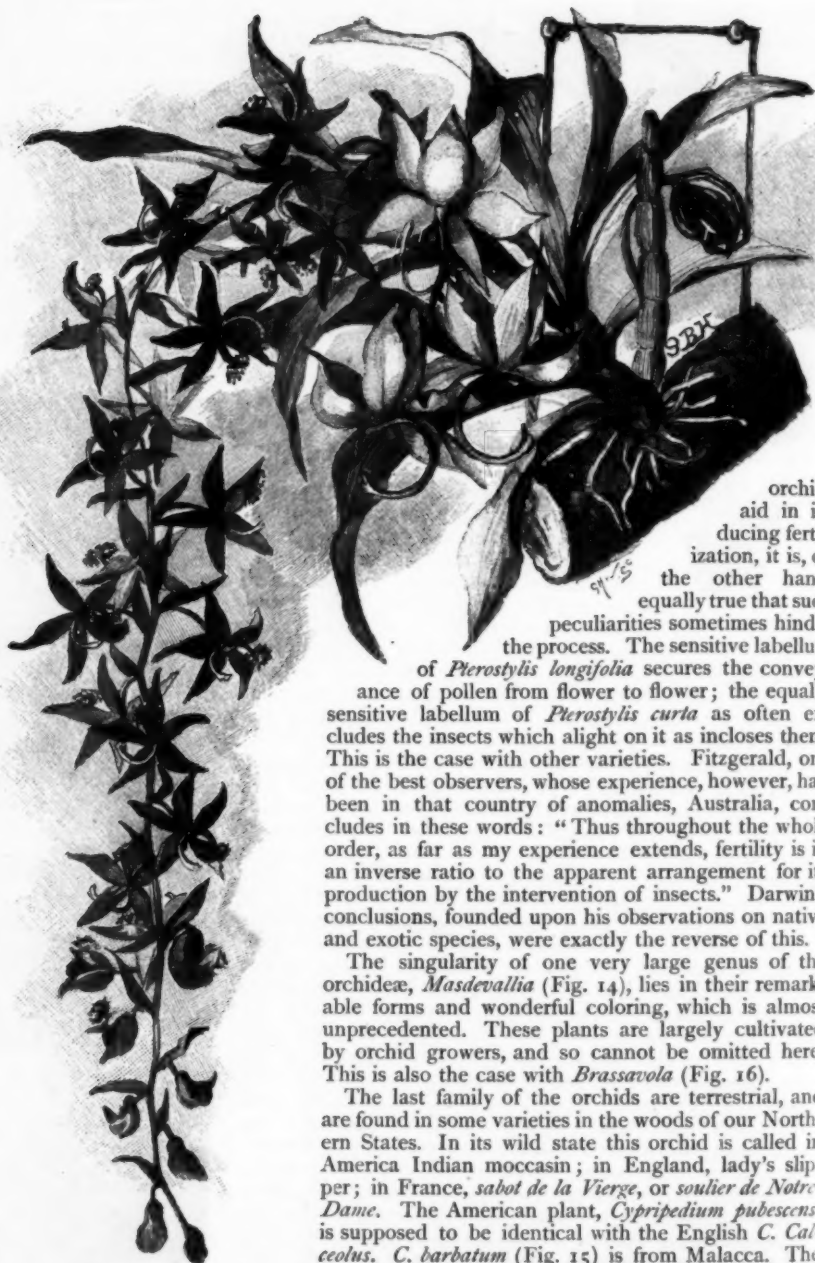 orchi
aid in i
ducing fert
ization, it is, o
the other han
equally true that suc
peculiarities sometimes hind
the process. The sensitive labellu
of Pterostylis longifolia secures the conve
ance of pollen from flower to flower; the equal
sensitive labellum of Pterostylis curta as often e
cludes the insects which alight on it as incloses the
This is the case with other varieties. Fitzgerald, on
of the best observers, whose experience, however, ha
been in that country of anomalies, Australia, con
cludes in these words: "Thus throughout the whol
order, as far as my experience extends, fertility is i
an inverse ratio to the apparent arrangement for it
production by the intervention of insects." Darwin
conclusions, founded upon his observations on nativ
and exotic species, were exactly the reverse of this.
The singularity of one very large genus of th
orchideæ, Masdevallia (Fig. 14), lies in their remark
able forms and wonderful coloring, which is almos
unprecedented. These plants are largely cultivate
by orchid growers, and so cannot be omitted here
This is also the case with Brassavola (Fig. 16).
The last family of the orchids are terrestrial, and
are found in some varieties in the woods of our North
ern States. In its wild state this orchid is called in
America Indian moccasin; in England, lady's slip
per; in France, sabot de la Vierge, or soulier de Notre
Dame. The American plant, Cypripedium pubescens
is supposed to be identical with the English C. Cal
ceolus. C. barbatum (Fig. 15) is from Malacca. The